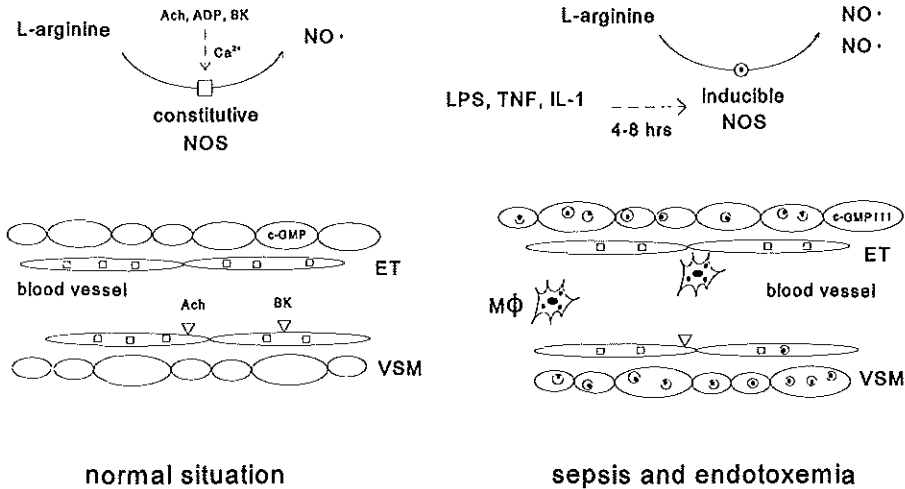 Ach, ADP, BK
L-arginine
NO·
Ca²⁺
constitutive
NOS
c-GMP
ET
blood vessel
Ach
BK
VSM
normal situation
L-arginine
NO·
NO·
LPS, TNF, IL-1
4-8 hrs
inducible
NOS
c-GMP!!!
ET
MΦ
blood vessel
VSM
sepsis and endotoxemia